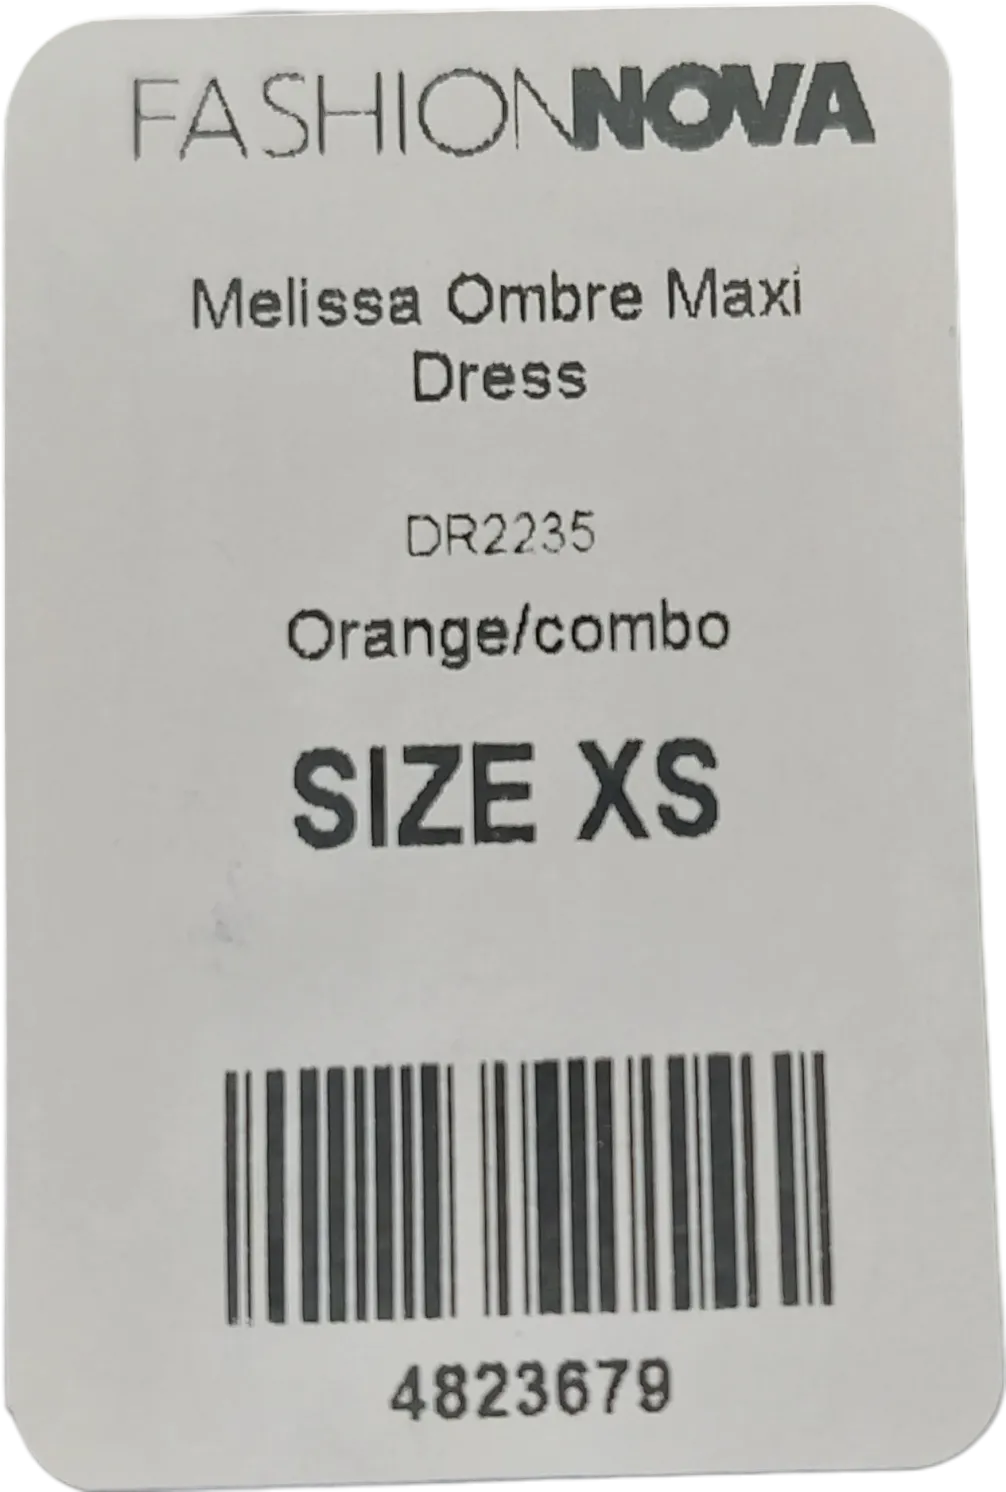 FASHIONNOVA
Melissa Ombre Maxi
Dress
DR2235
Orange/combo
SIZE XS
4823679